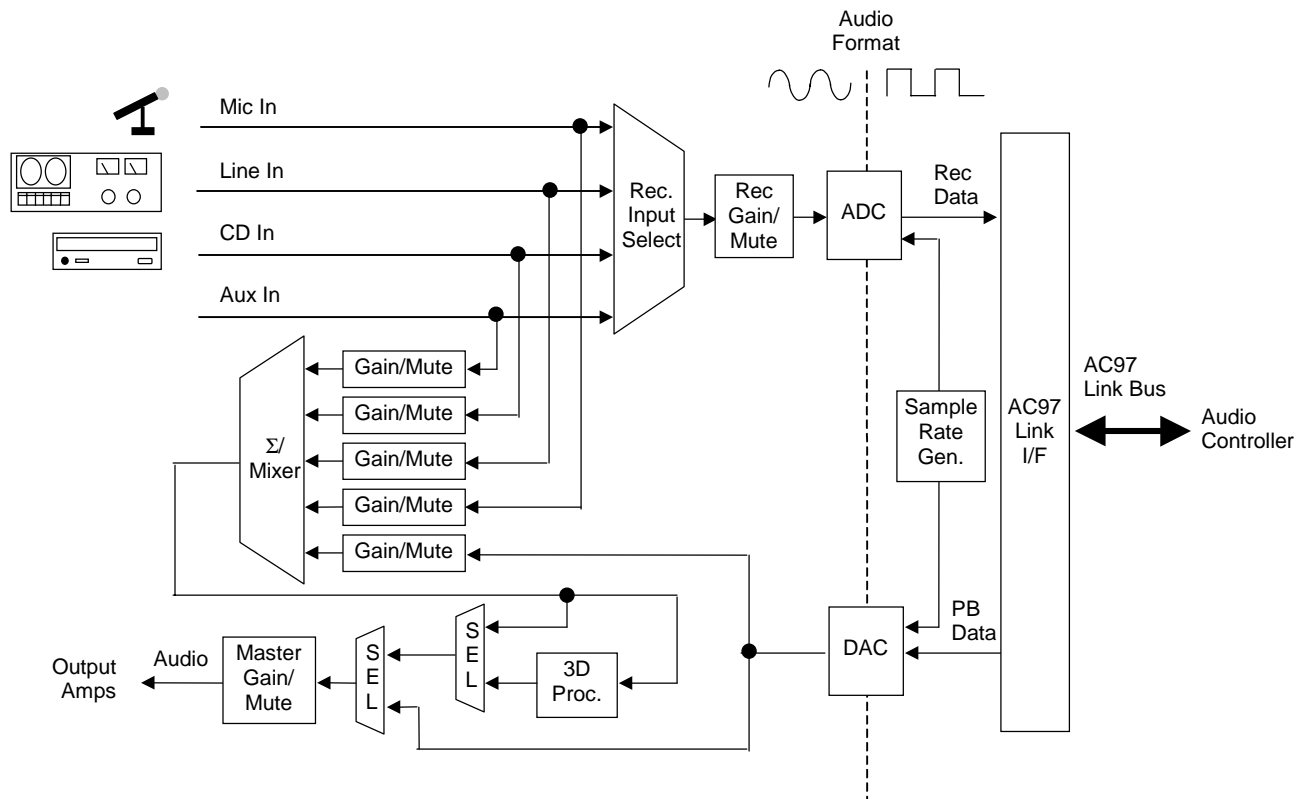 Audio
Format
Mic In
Line In
CD In
Aux In
Rec.
Input
Select
Rec
Gain/
Mute
ADC
Rec
Data
Gain/Mute
Gain/Mute
Gain/Mute
Gain/Mute
Gain/Mute
Σ/
Mixer
Sample
Rate
Gen.
AC97
Link
I/F
AC97
Link Bus
Audio
Controller
PB
Data
DAC
S
E
L
3D
Proc.
S
E
L
Master
Gain/
Mute
Audio
Output
Amps